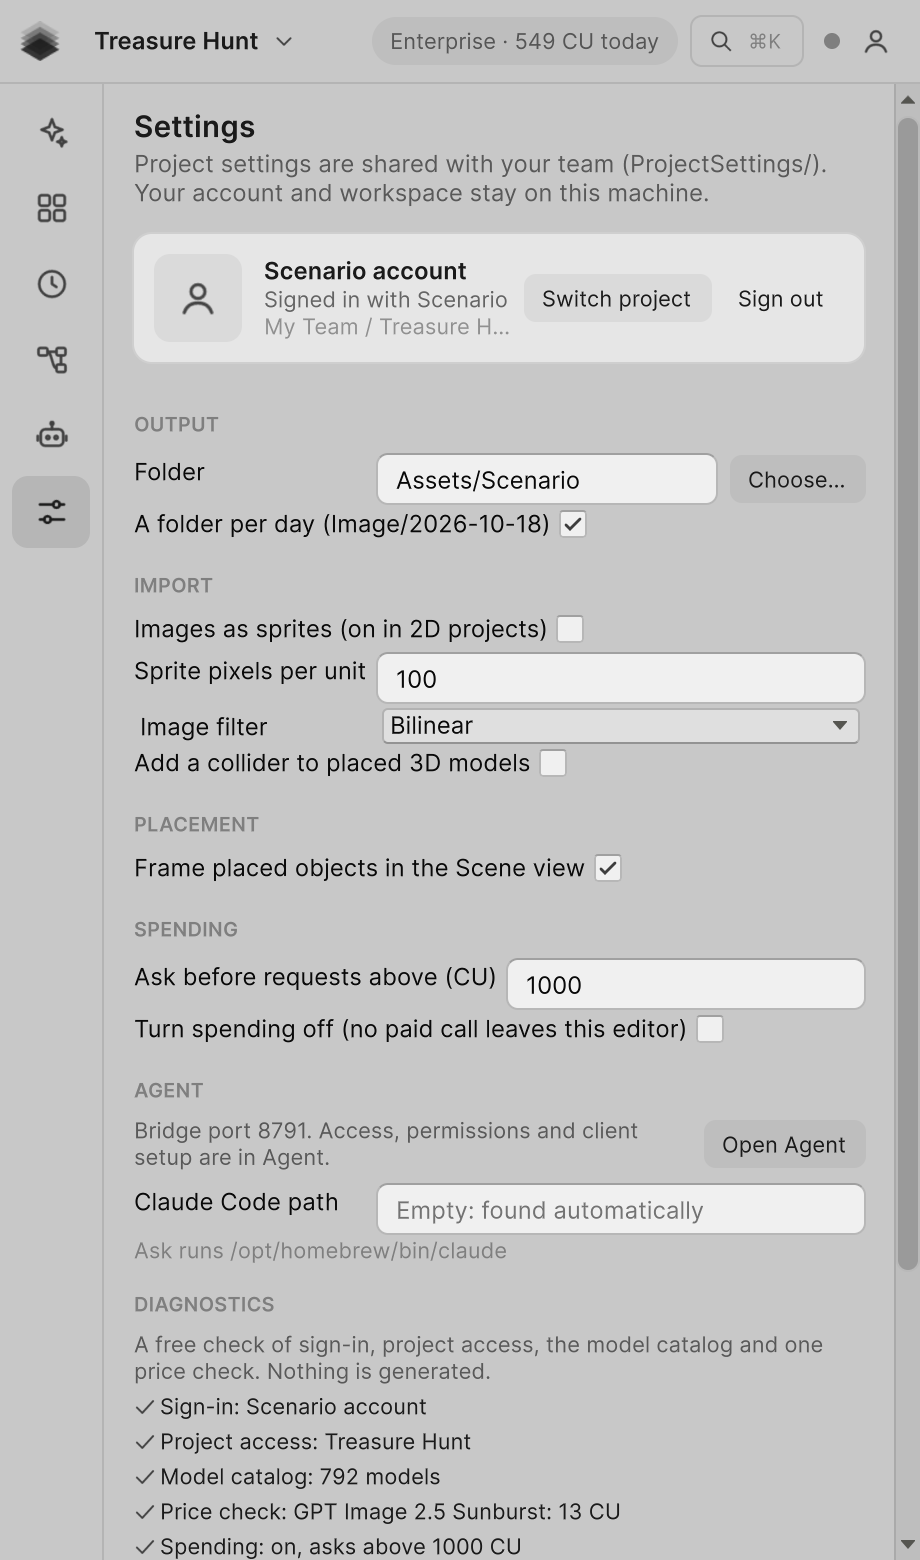 Treasure Hunt
Enterprise · 549 CU today
⌘K
Settings
Project settings are shared with your team (ProjectSettings/).
Your account and workspace stay on this machine.
Scenario account
Signed in with Scenario
My Team / Treasure H...
Switch project
Sign out
OUTPUT
Folder
Assets/Scenario
Choose...
A folder per day (Image/2026-10-18)
IMPORT
Images as sprites (on in 2D projects)
Sprite pixels per unit
100
Image filter
Bilinear
Add a collider to placed 3D models
PLACEMENT
Frame placed objects in the Scene view
SPENDING
Ask before requests above (CU)
1000
Turn spending off (no paid call leaves this editor)
AGENT
Bridge port 8791. Access, permissions and client
setup are in Agent.
Open Agent
Claude Code path
Empty: found automatically
Ask runs /opt/homebrew/bin/claude
DIAGNOSTICS
A free check of sign-in, project access, the model catalog and one
price check. Nothing is generated.
✓ Sign-in: Scenario account
✓ Project access: Treasure Hunt
✓ Model catalog: 792 models
✓ Price check: GPT Image 2.5 Sunburst: 13 CU
✓ Spending: on, asks above 1000 CU